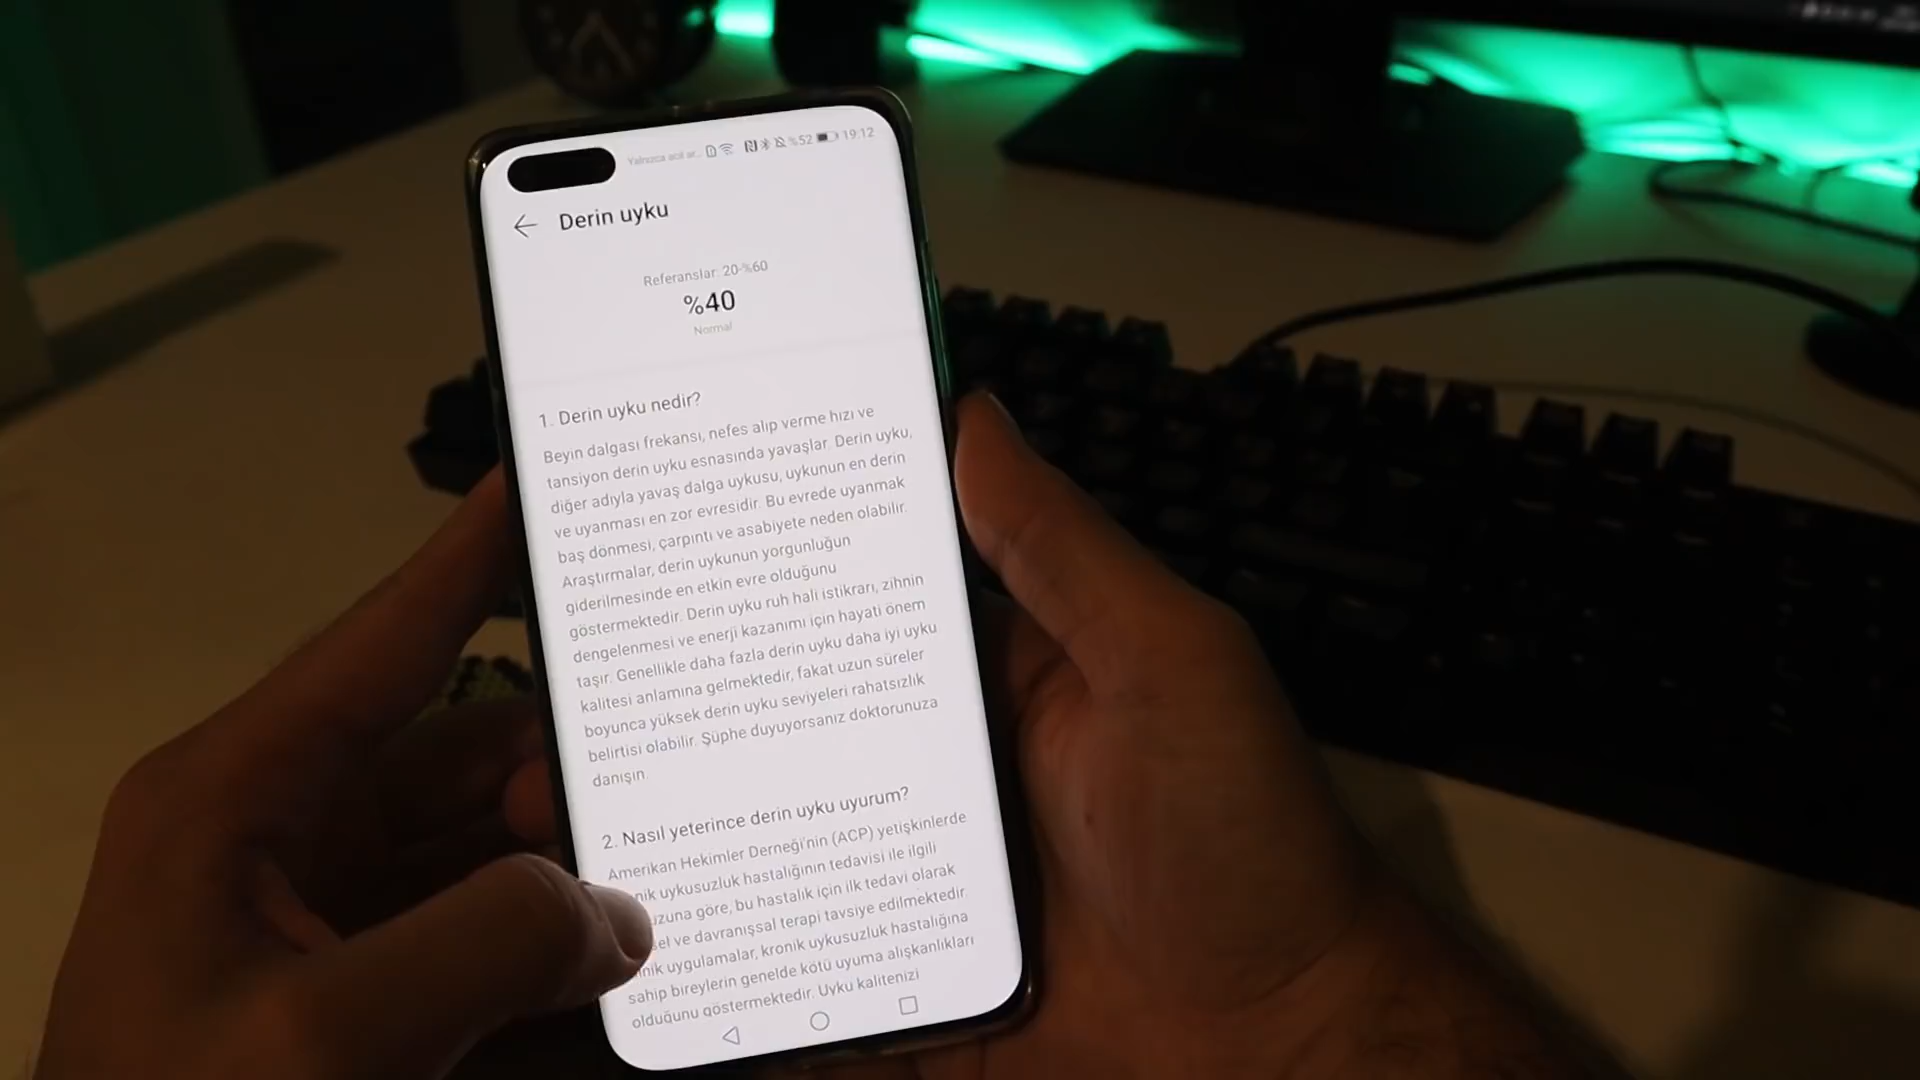 Yalnızca acil ar... %52 19:12
Derin uyku
Referanslar: 20-%60
%40
Normal
1. Derin uyku nedir?
Beyin dalgası frekansı, nefes alıp verme hızı ve
tansiyon derin uyku esnasında yavaşlar. Derin uyku,
diğer adıyla yavaş dalga uykusu, uykunun en derin
ve uyanması en zor evresidir. Bu evrede uyanmak
baş dönmesi, çarpıntı ve asabiyete neden olabilir.
Araştırmalar, derin uykunun yorgunluğun
giderilmesinde en etkin evre olduğunu
göstermektedir. Derin uyku ruh hali istikrarı, zihnin
dengelenmesi ve enerji kazanımı için hayati önem
taşır. Genellikle daha fazla derin uyku daha iyi uyku
kalitesi anlamına gelmektedir, fakat uzun süreler
boyunca yüksek derin uyku seviyeleri rahatsızlık
belirtisi olabilir. Şüphe duyuyorsanız doktorunuza
danışın.
2. Nasıl yeterince derin uyku uyurum?
Amerikan Hekimler Derneği'nin (ACP) yetişkinlerde
uykusuzluk hastalığının tedavisi ile ilgili
göre, bu hastalık için ilk tedavi olarak
ve davranışsal terapi tavsiye edilmektedir.
uygulamalar, kronik uykusuzluk hastalığına
sahip bireylerin genelde kötü uyuma alışkanlıkları
olduğunu göstermektedir. Uyku kalitenizi